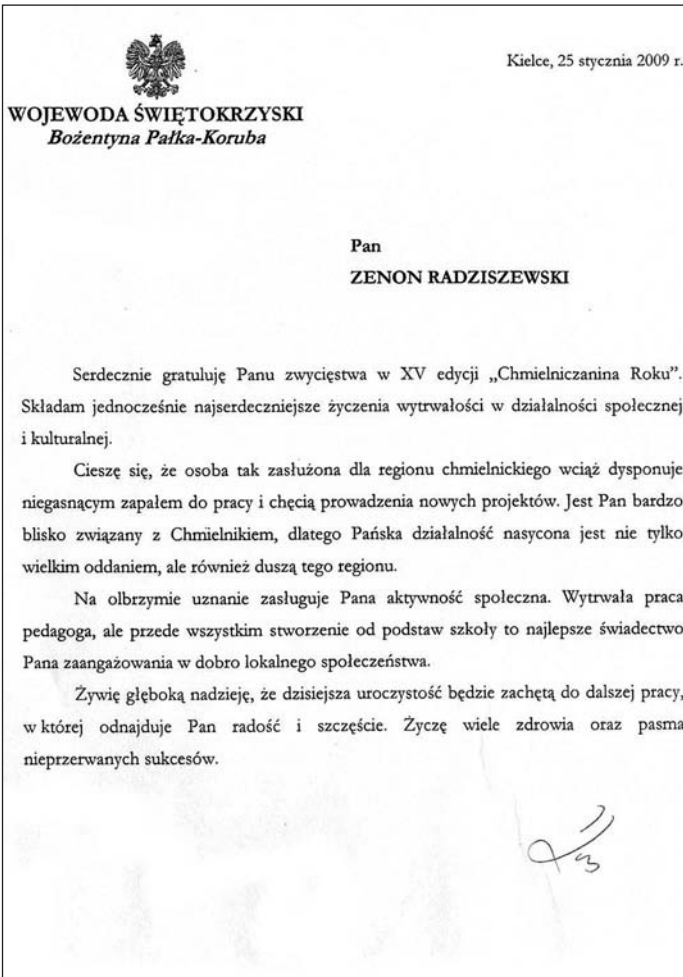 Kielce, 25 stycznia 2009 r.
WOJEWODA ŚWIĘTOKRZYSKI
Bożentyna Pałka-Koruba
Pan
ZENON RADZISZEWSKI
Serdecznie gratuluję Panu zwycięstwa w XV edycji „Chmielniczanina Roku”.
Składam jednocześnie najserdeczniejsze życzenia wytrwałości w działalności społecznej
i kulturalnej.
Cieszę się, że osoba tak zasłużona dla regionu chmielnickiego wciąż dysponuje
niegasnącym zapałem do pracy i chęcią prowadzenia nowych projektów. Jest Pan bardzo
blisko związany z Chmielnikiem, dlatego Pańska działalność nasycona jest nie tylko
wielkim oddaniem, ale również duszą tego regionu.
Na olbrzymie uznanie zasługuje Pana aktywność społeczna. Wytrwała praca
pedagoga, ale przede wszystkim stworzenie od podstaw szkoły to najlepsze świadectwo
Pana zaangażowania w dobro lokalnego społeczeństwa.
Żywię głęboką nadzieję, że dzisiejsza uroczystość będzie zachętą do dalszej pracy,
w której odnajduje Pan radość i szczęście. Życzę wiele zdrowia oraz pasma
nieprzerwanych sukcesów.